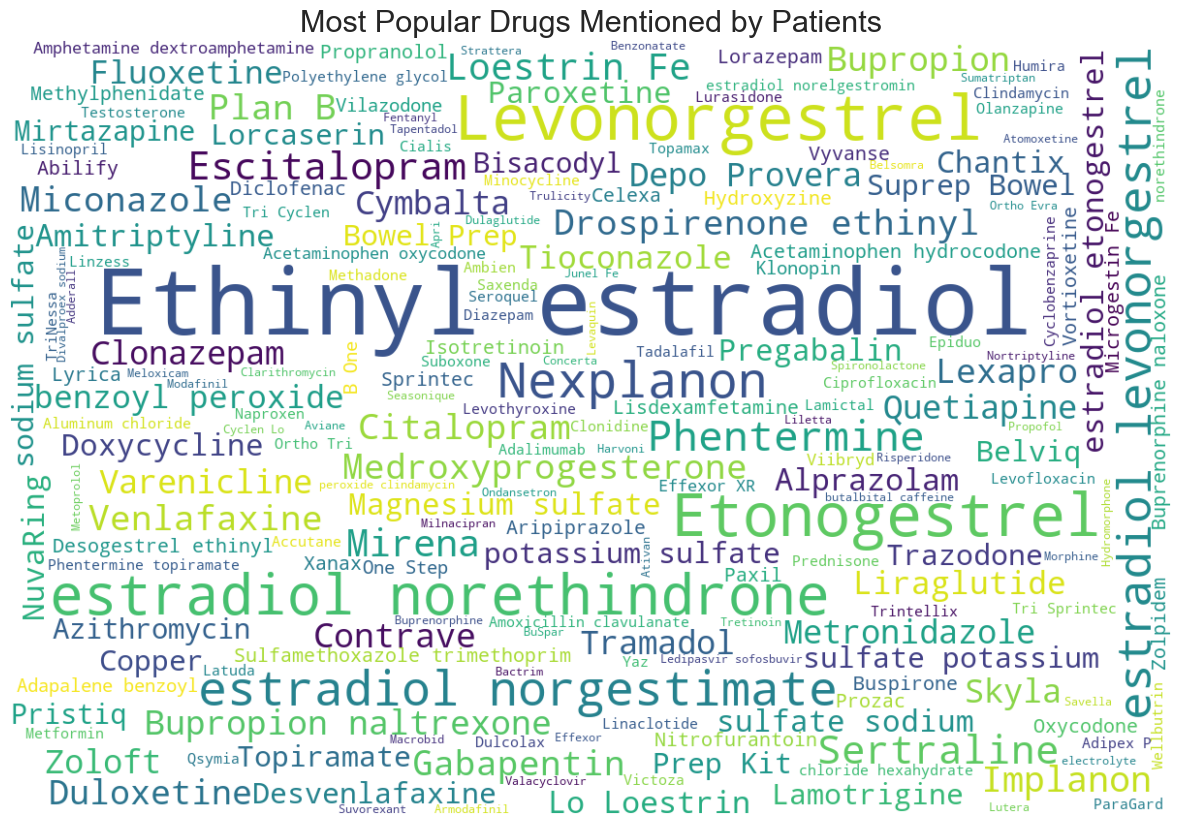 Most Popular Drugs Mentioned by Patients
Amphetamine dextroamphetamine
Propranolol
Strattera
Benzonatate
Lorazepam
Bupropion
Humira
Fluoxetine
Polyethylene glycol
Loestrin Fe
Sumatriptan
Methylphenidate
Paroxetine
estradiol norelgestromin
Clindamycin
Testosterone
Plan B
Vilazodone
Lurasidone
Olanzapine
Fentanyl
Levonorgestrel
Mirtazapine
Lorcaserin
Tapentadol
Atomoxetine
Lisinopril
Cialis
Topamax
Vyvanse
Abilify
Escitalopram
Bisacodyl
Belsomra
Chantix
Diclofenac
Minocycline
Depo Provera
Suprep Bowel
Miconazole
Cymbalta
Trulicity
Celexa
Hydroxyzine
Ortho Evra
Tri Cyclen
Dulaglutide
Drospirenone ethinyl
Amitriptyline
Bowel Prep
Apri
Acetaminophen oxycodone
Tioconazole
Acetaminophen hydrocodone
Linzess
Methadone
Ambien
Junel Fe
Klonopin
Saxenda
Seroquel
Diazepam
Ethinyl estradiol
Levaquin
TriNessa
Divalproex sodium
Adderall
Cyclobenzaprine
Vortioxetine
estradiol etonogestrel
Microgestin Fe
estradiol levonorgestrel
norethindrone
Buprenorphine naloxone
NuvaRing sodium sulfate
Clonazepam
Isotretinoin
Tadalafil
Pregabalin
Epiduo
Nortriptyline
Lyrica
Meloxicam
Clarithromycin
B One
Suboxone
Concerta
Spironolactone
Modafinil
Sprintec
Nexplanon
Ciprofloxacin
Lexapro
benzoyl peroxide
Seasonique
Levothyroxine
Lisdexamfetamine
Lamictal
Quetiapine
Naproxen
Aluminum chloride
Cyclen Lo
Aviane
Citalopram
Clonidine
Liletta
Propofol
Doxycycline
Ortho Tri
Adalimumab
Harvoni
Phentermine
Belviq
Medroxyprogesterone
Viibryd
Risperidone
Varenicline
peroxide clindamycin
Ondansetron
Effexor XR
Alprazolam
Levofloxacin
Metoprolol
Magnesium sulfate
butalbital caffeine
Venlafaxine
Milnacipran
Aripiprazole
Etonogestrel
Hydromorphone
Desogestrel ethinyl
Accutane
Mirena
potassium sulfate
Ativan
Prednisone
Trazodone
Morphine
Phentermine topiramate
Xanax
One Step
Paxil
Liraglutide
estradiol norethindrone
Trintellix
Tri Sprintec
Zolpidem
Buprenorphine
Amoxicillin clavulanate
Tretinoin
Azithromycin
Contrave
BuSpar
Tramadol
Metronidazole
Copper
Sulfamethoxazole trimethoprim
Yaz
Ledipasvir sofosbuvir
sulfate potassium
Latuda
Bactrim
Buspirone
Adapalene benzoyl
estradiol norgestimate
Prozac
Skyla
Savella
Pristiq
Bupropion naltrexone
Linaclotide
sulfate sodium
Oxycodone
Wellbutrin
Metformin
Macrobid
Dulcolax
Effexor
Nitrofurantoin
Sertraline
Adipex P
Zoloft
Qsymia
Topiramate
Gabapentin
Prep Kit
chloride hexahydrate
electrolyte
Valacyclovir
Victoza
Implanon
Duloxetine
Desvenlafaxine
Lo Loestrin
Lamotrigine
Suvorexant
Armodafinil
Lutera
ParaGard